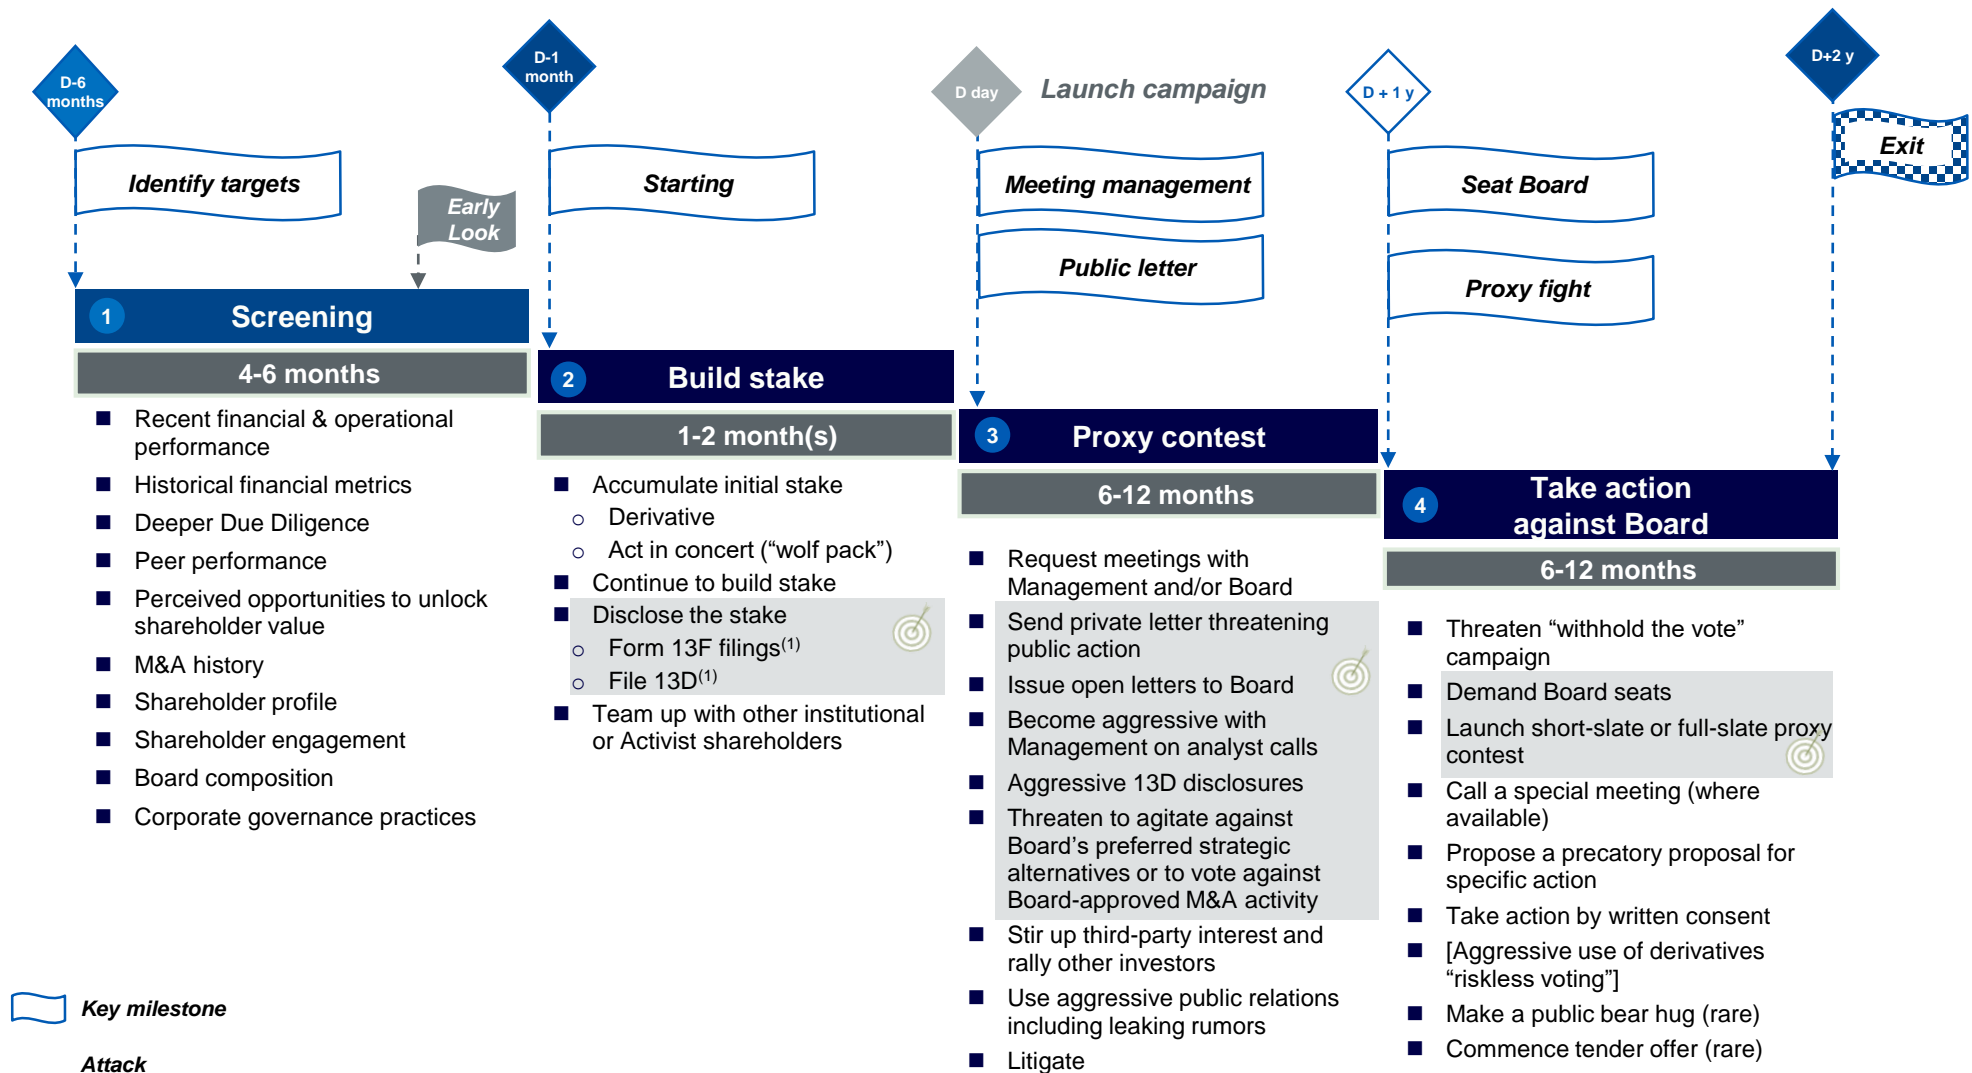 D-6
months
D-1
month
D day
Launch campaign
D + 1 y
D+2 y
Identify targets
Early
Look
Starting
Meeting management
Public letter
Seat Board
Proxy fight
Exit
1
Screening
4-6 months
■ Recent financial & operational
performance
■ Historical financial metrics
■ Deeper Due Diligence
■ Peer performance
■ Perceived opportunities to unlock
shareholder value
■ M&A history
■ Shareholder profile
■ Shareholder engagement
■ Board composition
■ Corporate governance practices
2
Build stake
1-2 month(s)
■ Accumulate initial stake
o Derivative
o Act in concert (“wolf pack”)
■ Continue to build stake
■ Disclose the stake
o Form 13F filings(1)
o File 13D(1)
■ Team up with other institutional
or Activist shareholders
3
Proxy contest
6-12 months
■ Request meetings with
Management and/or Board
■ Send private letter threatening
public action
■ Issue open letters to Board
■ Become aggressive with
Management on analyst calls
■ Aggressive 13D disclosures
■ Threaten to agitate against
Board’s preferred strategic
alternatives or to vote against
Board-approved M&A activity
■ Stir up third-party interest and
rally other investors
■ Use aggressive public relations
including leaking rumors
■ Litigate
4
Take action
against Board
6-12 months
■ Threaten “withhold the vote”
campaign
■ Demand Board seats
■ Launch short-slate or full-slate proxy
contest
■ Call a special meeting (where
available)
■ Propose a precatory proposal for
specific action
■ Take action by written consent
■ [Aggressive use of derivatives
“riskless voting”]
■ Make a public bear hug (rare)
■ Commence tender offer (rare)
Key milestone
Attack